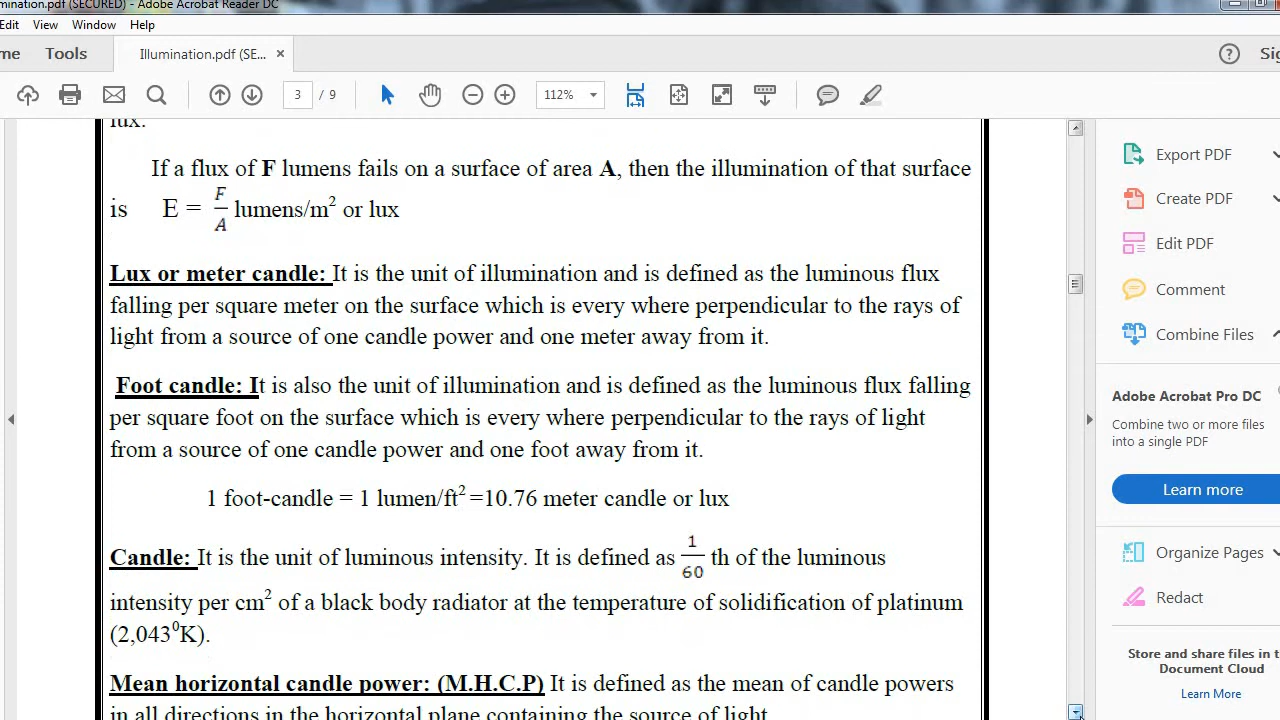 mination.pdf (SECURED) - Adobe Acrobat Reader DC
Edit View Window Help
me Tools Illumination.pdf (SE... × ? Sig
3 / 9 112%
lux.
If a flux of F lumens fails on a surface of area A, then the illumination of that surface
is E = F/A lumens/m² or lux
Lux or meter candle: It is the unit of illumination and is defined as the luminous flux
falling per square meter on the surface which is every where perpendicular to the rays of
light from a source of one candle power and one meter away from it.
Foot candle: It is also the unit of illumination and is defined as the luminous flux falling
per square foot on the surface which is every where perpendicular to the rays of light
from a source of one candle power and one foot away from it.
1 foot-candle = 1 lumen/ft² =10.76 meter candle or lux
Candle: It is the unit of luminous intensity. It is defined as 1/60 th of the luminous
intensity per cm² of a black body radiator at the temperature of solidification of platinum
(2,043⁰K).
Mean horizontal candle power: (M.H.C.P) It is defined as the mean of candle powers
in all directions in the horizontal plane containing the source of light
Export PDF
Create PDF
Edit PDF
Comment
Combine Files
Adobe Acrobat Pro DC
Combine two or more files
into a single PDF
Learn more
Organize Pages
Redact
Store and share files in t
Document Cloud
Learn More